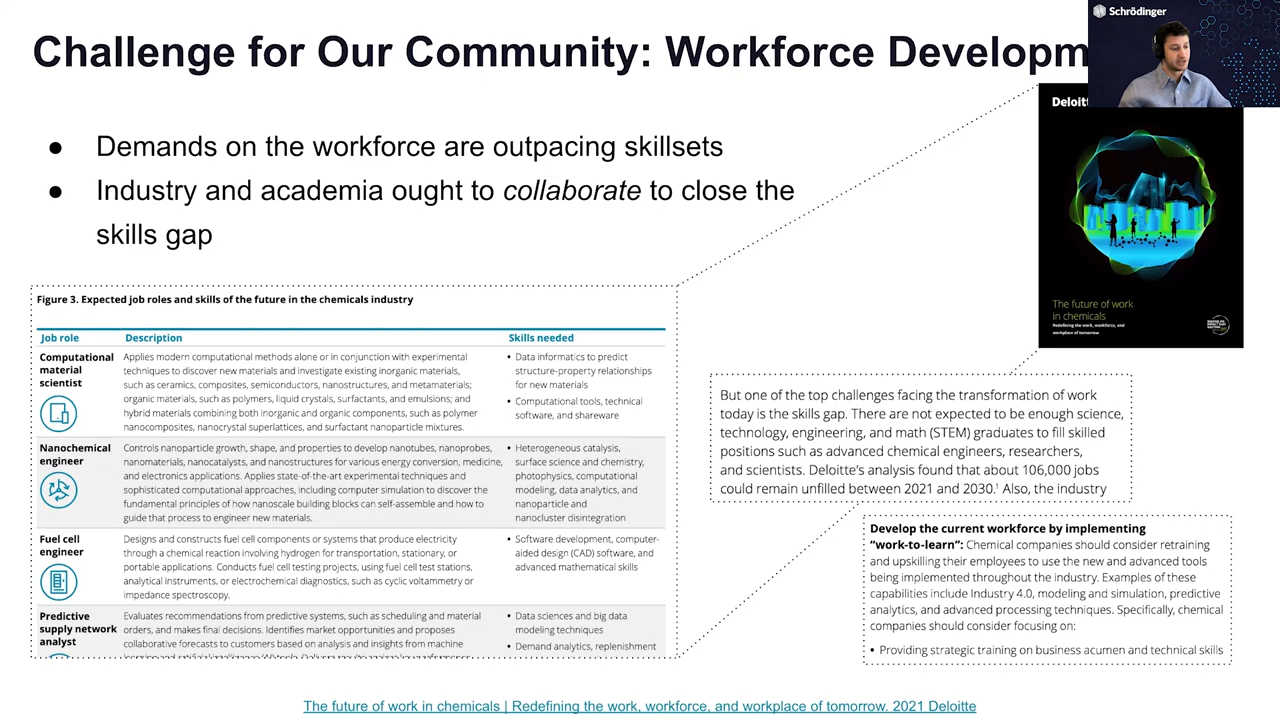 Challenge for Our Community: Workforce Developm
Schrödinger
● Demands on the workforce are outpacing skillsets
● Industry and academia ought to collaborate to close the
skills gap
Figure 3. Expected job roles and skills of the future in the chemicals industry
Job role Description Skills needed
Computational
material
scientist
Applies modern computational methods alone or in conjunction with experimental
techniques to discover new materials and investigate existing inorganic materials,
such as ceramics, composites, semiconductors, nanostructures, and metamaterials;
organic materials, such as polymers, liquid crystals, surfactants, and emulsions; and
hybrid materials combining both inorganic and organic components, such as polymer
nanocomposites, nanocrystal superlattices, and surfactant nanoparticle mixtures.
• Data informatics to predict
structure-property relationships
for new materials
• Computational tools, technical
software, and shareware
Nanochemical
engineer
Controls nanoparticle growth, shape, and properties to develop nanotubes, nanoprobes,
nanomaterials, nanocatalysts, and nanostructures for various energy conversion, medicine,
and electronics applications. Applies state-of-the-art experimental techniques and
sophisticated computational approaches, including computer simulation to discover the
fundamental principles of how nanoscale building blocks can self-assemble and how to
guide that process to engineer new materials.
• Heterogeneous catalysis,
surface science and chemistry,
photophysics, computational
modeling, data analytics, and
nanoparticle and
nanocluster disintegration
Fuel cell
engineer
Designs and constructs fuel cell components or systems that produce electricity
through a chemical reaction involving hydrogen for transportation, stationary, or
portable applications. Conducts fuel cell testing projects, using fuel cell test stations,
analytical instruments, or electrochemical diagnostics, such as cyclic voltammetry or
impedance spectroscopy.
• Software development, computer-
aided design (CAD) software, and
advanced mathematical skills
Predictive
supply network
analyst
Evaluates recommendations from predictive systems, such as scheduling and material
orders, and makes final decisions. Identifies market opportunities and proposes
collaborative forecasts to customers based on analysis and insights from machine
• Data sciences and big data
modeling techniques
• Demand analytics, replenishment
Deloit
The future of work
in chemicals
Redefining the work, workforce, and
workplace of tomorrow
But one of the top challenges facing the transformation of work
today is the skills gap. There are not expected to be enough science,
technology, engineering, and math (STEM) graduates to fill skilled
positions such as advanced chemical engineers, researchers,
and scientists. Deloitte's analysis found that about 106,000 jobs
could remain unfilled between 2021 and 2030.¹ Also, the industry
Develop the current workforce by implementing
“work-to-learn”: Chemical companies should consider retraining
and upskilling their employees to use the new and advanced tools
being implemented throughout the industry. Examples of these
capabilities include Industry 4.0, modeling and simulation, predictive
analytics, and advanced processing techniques. Specifically, chemical
companies should consider focusing on:
• Providing strategic training on business acumen and technical skills
The future of work in chemicals | Redefining the work, workforce, and workplace of tomorrow. 2021 Deloitte